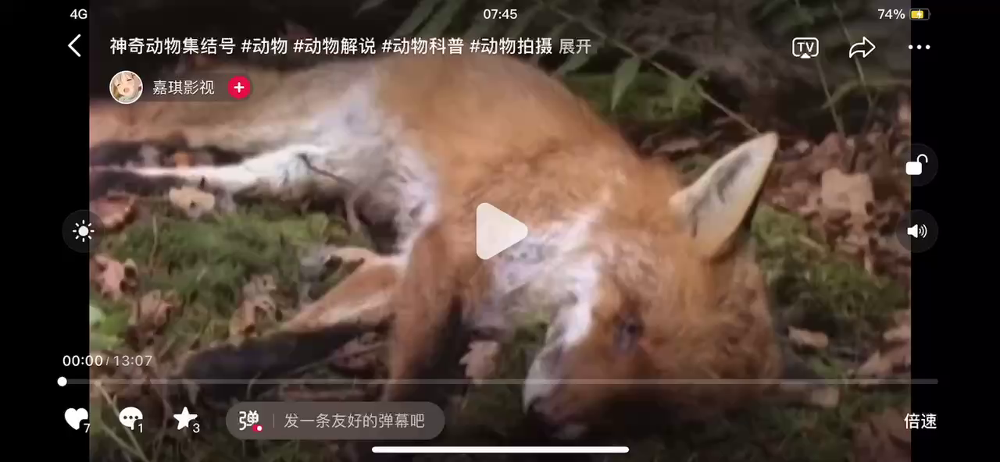 4G
07:45
74%
神奇动物集结号 #动物 #动物解说 #动物科普 #动物拍摄 展开
TV
嘉琪影视
00:00/13:07
7
1
3
弹
发一条友好的弹幕吧
倍速